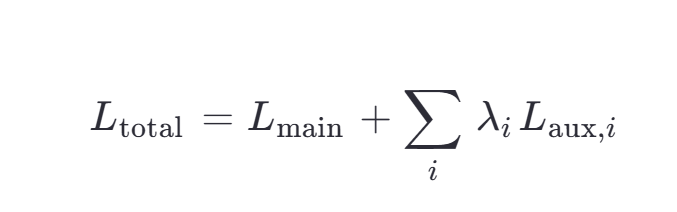 L_total = L_main + ∑_i λ_i L_aux,i